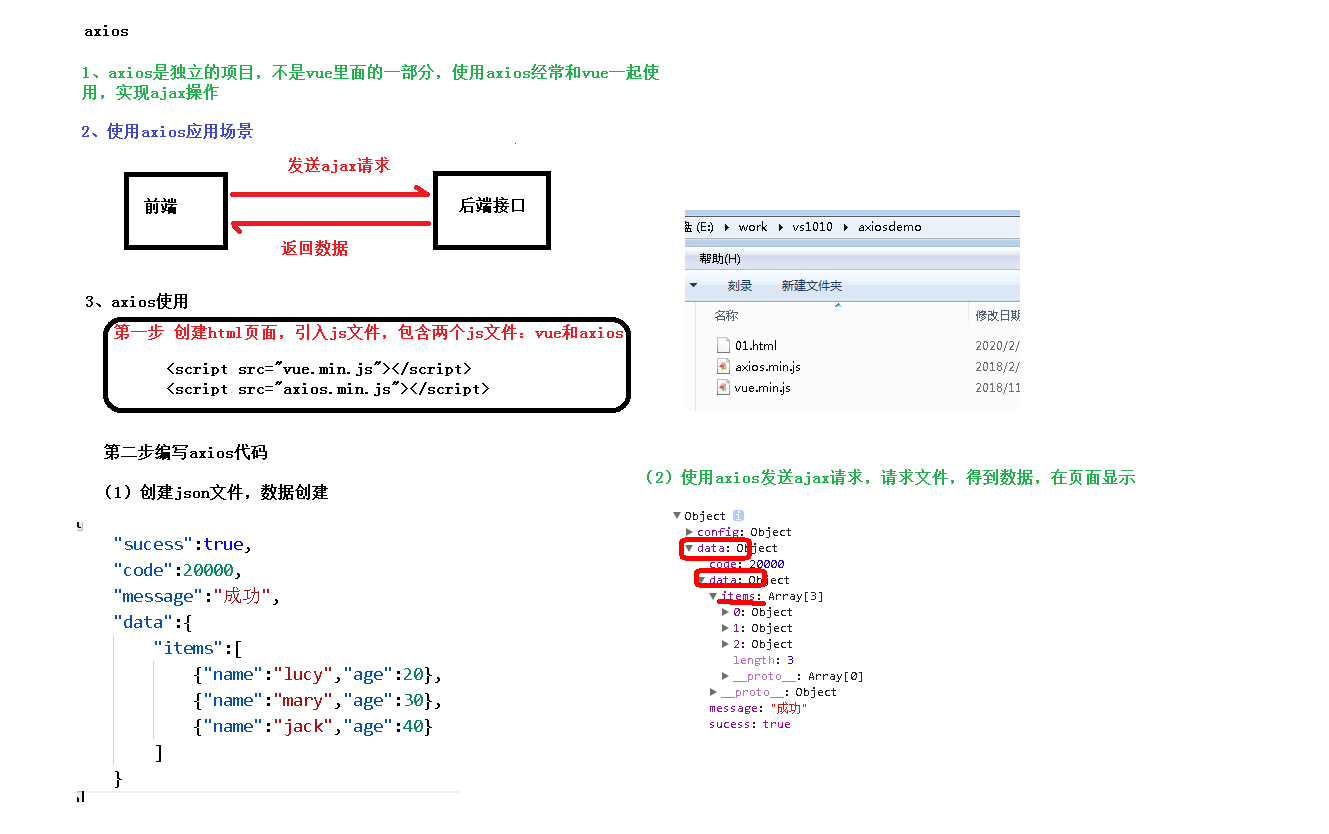 axios
1、axios是独立的项目，不是vue里面的一部分，使用axios经常和vue一起使
用，实现ajax操作
2、使用axios应用场景
发送ajax请求
前端
后端接口
返回数据
3、axios使用
第一步 创建html页面，引入js文件，包含两个js文件：vue和axios
<script src="vue.min.js"></script>
<script src="axios.min.js"></script>
(E:) ▸ work ▸ vs1010 ▸ axiosdemo
帮助(H)
刻录 新建文件夹
名称 修改日期
01.html 2020/2/
axios.min.js 2018/2/
vue.min.js 2018/11
第二步编写axios代码
（1）创建json文件，数据创建
"sucess":true,
"code":20000,
"message":"成功",
"data":{
"items":[
{"name":"lucy","age":20},
{"name":"mary","age":30},
{"name":"jack","age":40}
]
}
（2）使用axios发送ajax请求，请求文件，得到数据，在页面显示
▼Object i
▶config: Object
▼data: Object
code: 20000
▼data: Object
▼items: Array[3]
▶0: Object
▶1: Object
▶2: Object
length: 3
▶__proto__: Array[0]
▶__proto__: Object
message: "成功"
sucess: true